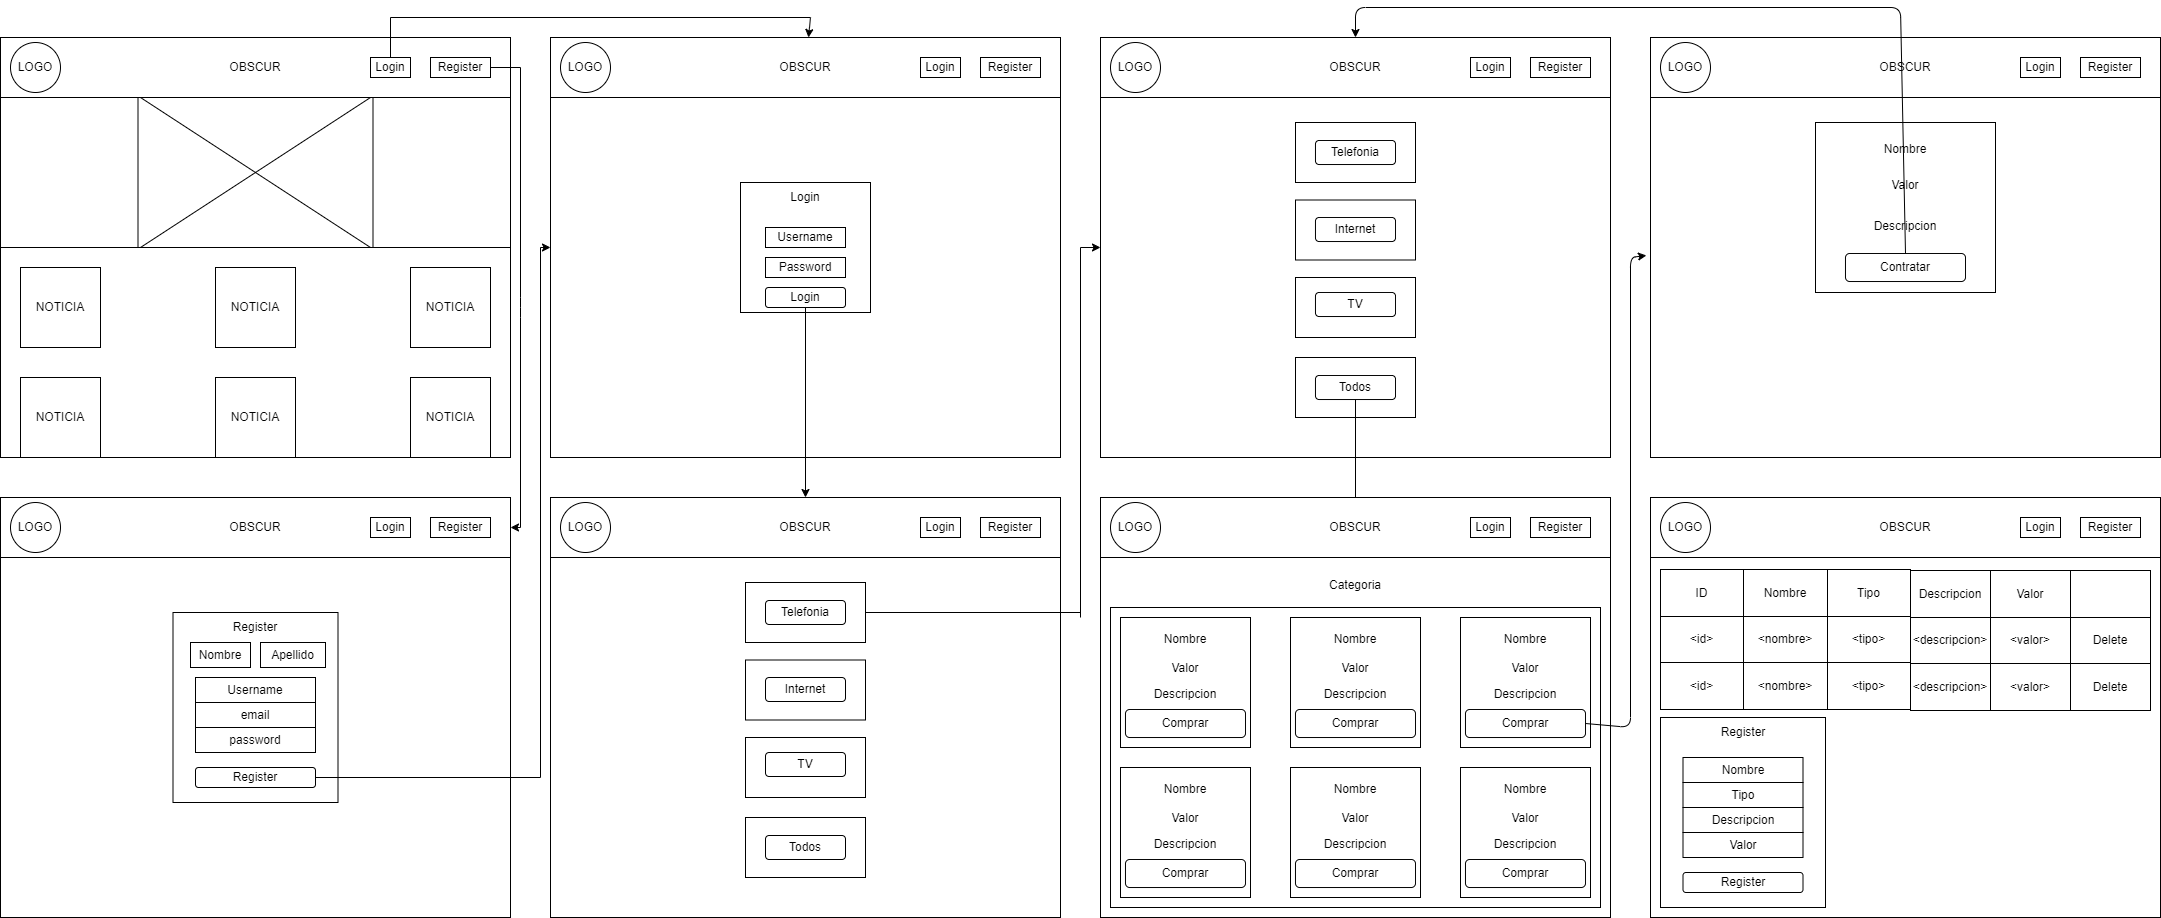 LOGO
OBSCUR
Login
Register
NOTICIA
NOTICIA
NOTICIA
NOTICIA
NOTICIA
NOTICIA
LOGO
OBSCUR
Login
Register
Login
Username
Password
Login
LOGO
OBSCUR
Login
Register
Telefonia
Internet
TV
Todos
LOGO
OBSCUR
Login
Register
Nombre
Valor
Descripcion
Contratar
LOGO
OBSCUR
Login
Register
Register
Nombre
Apellido
Username
email
password
Register
LOGO
OBSCUR
Login
Register
Telefonia
Internet
TV
Todos
LOGO
OBSCUR
Login
Register
Categoria
Nombre
Valor
Descripcion
Comprar
Nombre
Valor
Descripcion
Comprar
Nombre
Valor
Descripcion
Comprar
Nombre
Valor
Descripcion
Comprar
Nombre
Valor
Descripcion
Comprar
Nombre
Valor
Descripcion
Comprar
LOGO
OBSCUR
Login
Register
ID Nombre Tipo Descripcion Valor
<id> <nombre> <tipo> <descripcion> <valor> Delete
<id> <nombre> <tipo> <descripcion> <valor> Delete
Register
Nombre
Tipo
Descripcion
Valor
Register